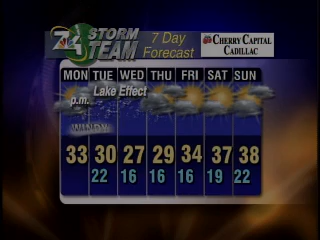 7&4 STORM TEAM
7 Day Forecast
CHERRY CAPITAL CADILLAC
MON TUE WED THU FRI SAT SUN
p.m. Lake Effect
WINDY
33 30 27 29 34 37 38
22 16 16 16 19 22